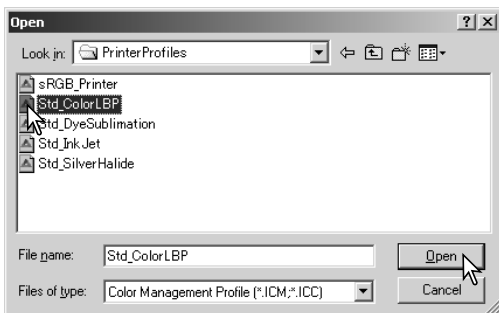 Open
Look in: PrinterProfiles
sRGB_Printer
Std_ColorLBP
Std_DyeSublimation
Std_InkJet
Std_SilverHalide
File name: Std_ColorLBP Open
Files of type: Color Management Profile (*.ICM;*.ICC) Cancel